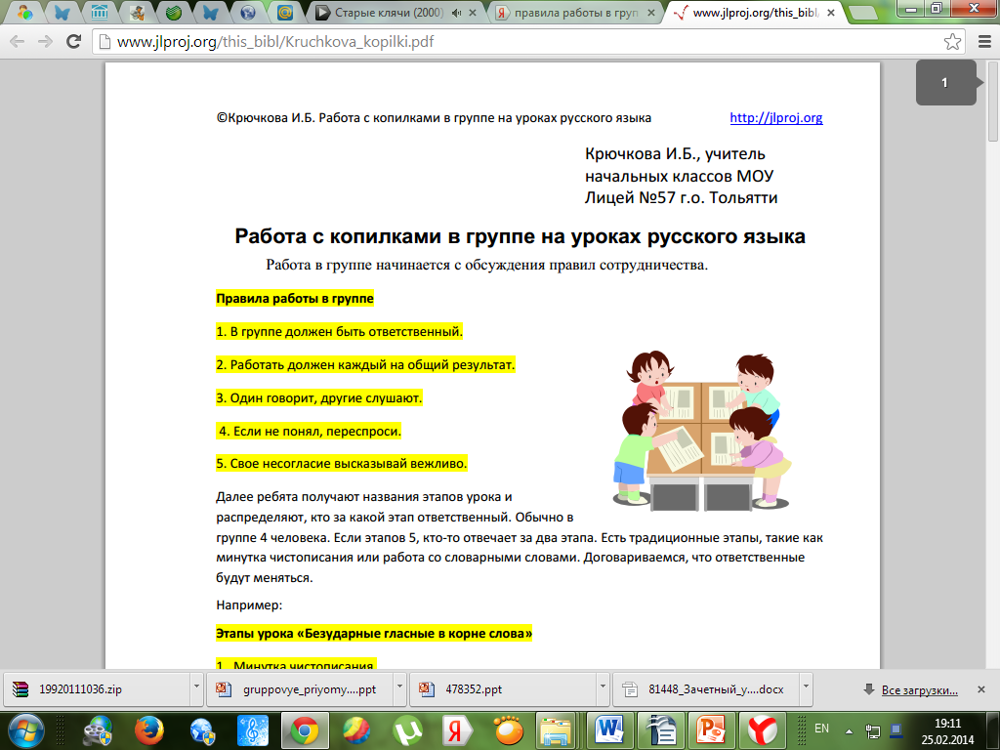 Старые клячи (2000)
правила работы в груп
www.jlproj.org/this_bibl
www.jlproj.org/this_bibl/Kruchkova_kopilki.pdf
1
©Крючкова И.Б. Работа с копилками в группе на уроках русского языка http://jlproj.org
Крючкова И.Б., учитель
начальных классов МОУ
Лицей №57 г.о. Тольятти
Работа с копилками в группе на уроках русского языка
Работа в группе начинается с обсуждения правил сотрудничества.
Правила работы в группе
1. В группе должен быть ответственный.
2. Работать должен каждый на общий результат.
3. Один говорит, другие слушают.
4. Если не понял, переспроси.
5. Свое несогласие высказывай вежливо.
Далее ребята получают названия этапов урока и
распределяют, кто за какой этап ответственный. Обычно в
группе 4 человека. Если этапов 5, кто-то отвечает за два этапа. Есть традиционные этапы, такие как
минутка чистописания или работа со словарными словами. Договариваемся, что ответственные
будут меняться.
Например:
Этапы урока «Безударные гласные в корне слова»
1. Минутка чистописания
19920111036.zip
gruppovye_priyomy....ppt
478352.ppt
81448_Зачетный_у....docx
Все загрузки...
EN
19:11
25.02.2014